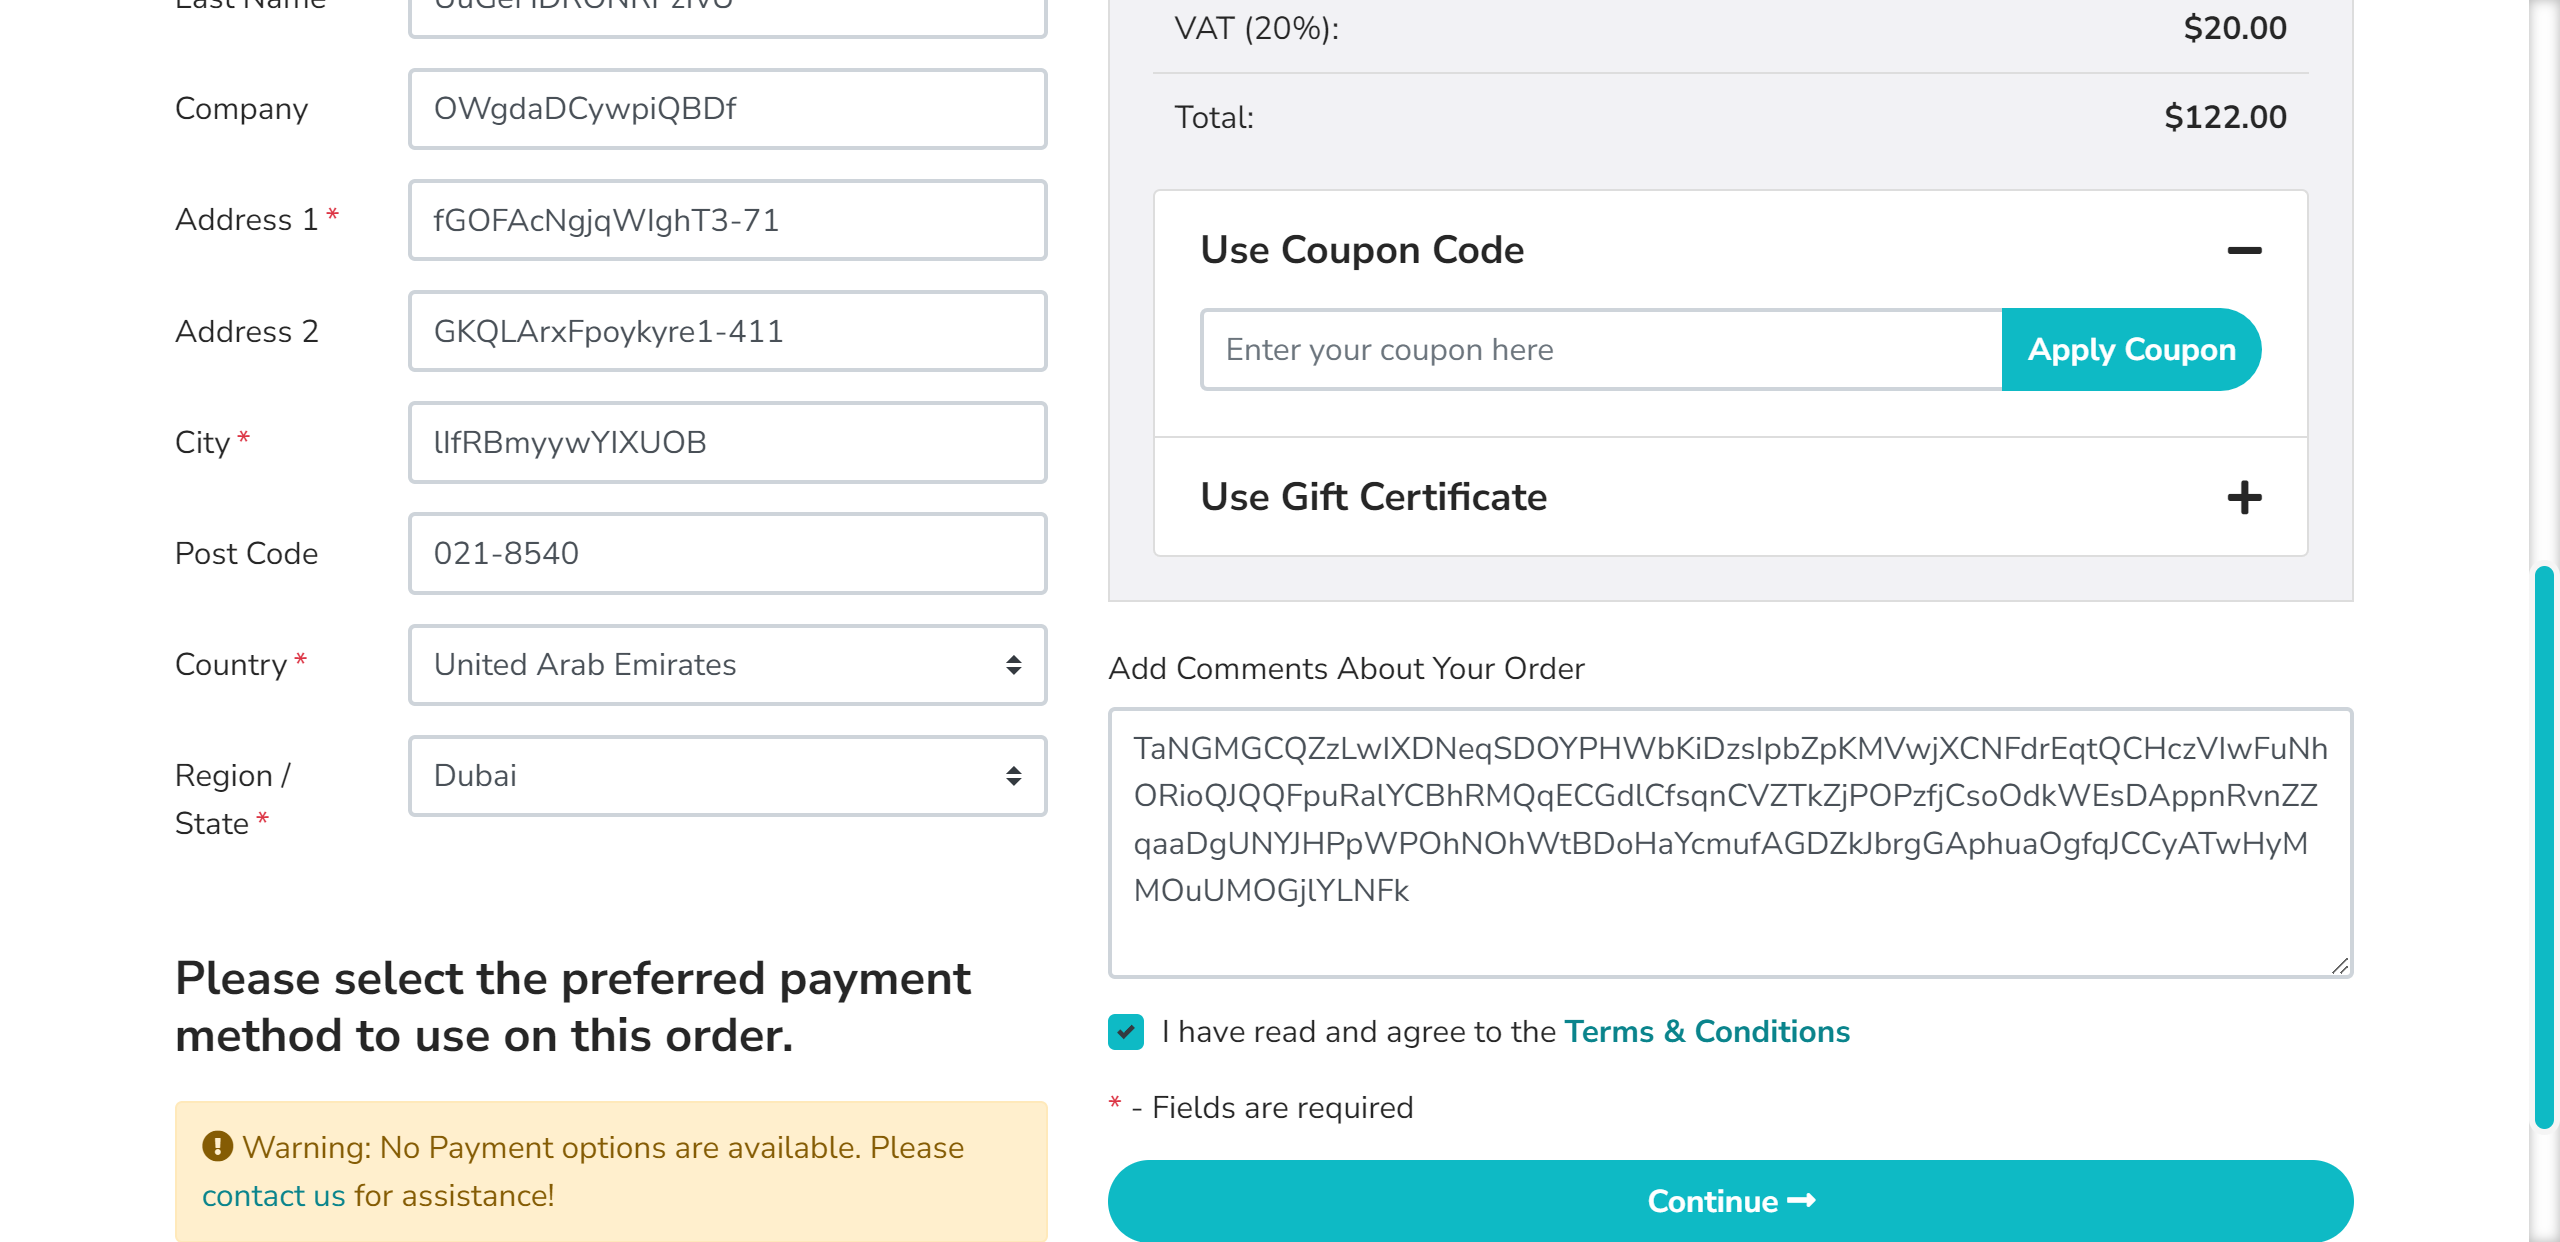 Company
OWgdaDCywpiQBDf
Address 1 *
fGOFAcNgjqWIghT3-71
Address 2
GKQLArxFpoykyre1-411
City *
lIfRBmyywYIXUOB
Post Code
021-8540
Country *
United Arab Emirates
Region /
State *
Dubai
Please select the preferred payment
method to use on this order.
Warning: No Payment options are available. Please
contact us for assistance!
VAT (20%):
$20.00
Total:
$122.00
Use Coupon Code
Enter your coupon here
Apply Coupon
Use Gift Certificate
Add Comments About Your Order
TaNGMGCQZzLwIXDNeqSDOYPHWbKiDzsIpbZpKMVwjXCNFdrEqtQCHczVIwFuNh
ORioQJQQFpuRalYCBhRMQqECGdlCfsqnCVZTkZjPOPzfjCsoOdkWEsDAppnRvnZZ
qaaDgUNYJHPpWPOhNOhWtBDoHaYcmufAGDZkJbrgGAphuaOgfqJCCyATwHyM
MOuUMOGjlYLNFk
I have read and agree to the Terms & Conditions
* - Fields are required
Continue